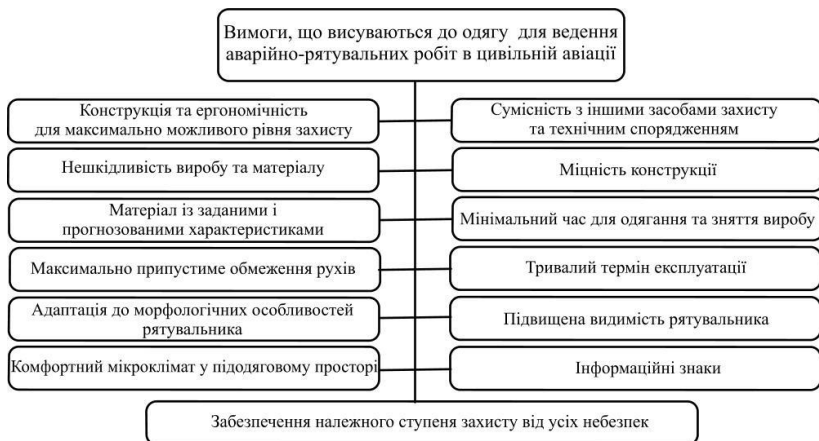 Вимоги, що висуваються до одягу для ведення
аварійно-рятувальних робіт в цивільній авіації
Конструкція та ергономічність
для максимально можливого рівня захисту
Сумісність з іншими засобами захисту
та технічним спорядженням
Нешкідливість виробу та матеріалу
Міцність конструкції
Матеріал із заданими і
прогнозованими характеристиками
Мінімальний час для одягання та зняття виробу
Максимально припустиме обмеження рухів
Тривалий термін експлуатації
Адаптація до морфологічних особливостей
рятувальника
Підвищена видимість рятувальника
Комфортний мікроклімат у підодяговому просторі
Інформаційні знаки
Забезпечення належного ступеня захисту від усіх небезпек